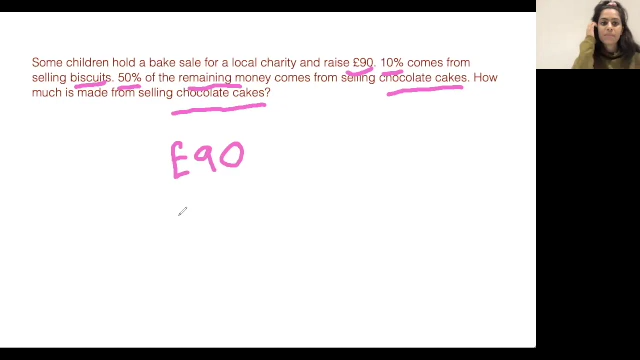 Some children hold a bake sale for a local charity and raise £90. 10% comes from
selling biscuits. 50% of the remaining money comes from selling chocolate cakes. How
much is made from selling chocolate cakes?
£90